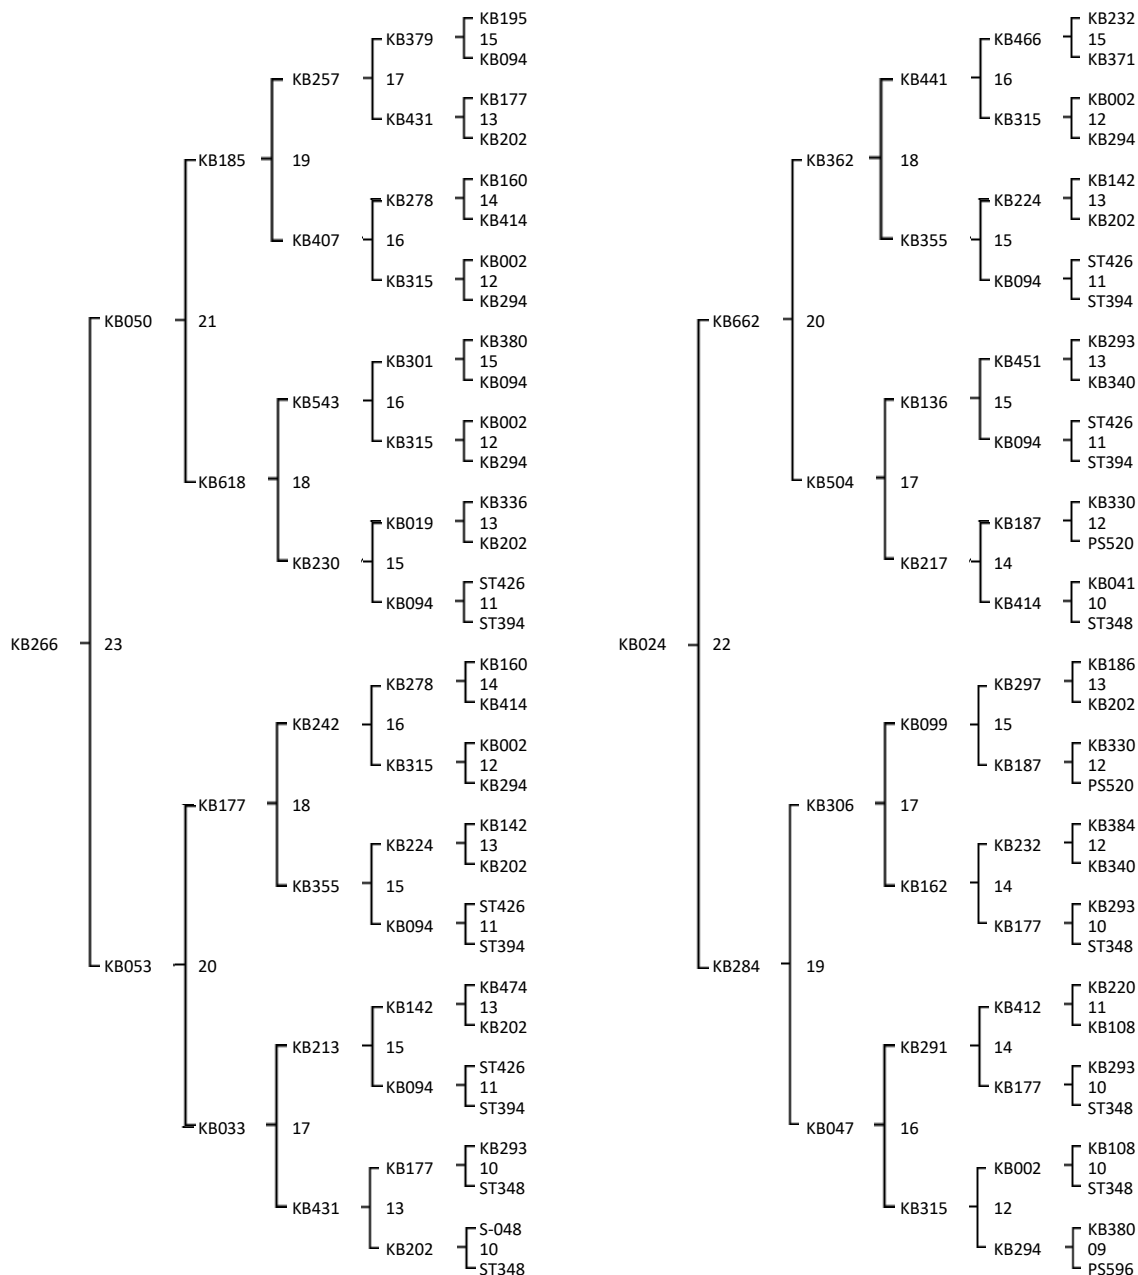 KB195
KB379
15
KB094
KB257
17
KB177
KB431
13
KB202
KB185
19
KB160
KB278
14
KB414
KB407
16
KB002
KB315
12
KB294
KB050
21
KB380
KB301
15
KB094
KB543
16
KB002
KB315
12
KB294
KB618
18
KB336
KB019
13
KB202
KB230
15
ST426
KB094
11
ST394
KB266
23
KB160
KB278
14
KB414
KB242
16
KB002
KB315
12
KB294
KB177
18
KB142
KB224
13
KB202
KB355
15
ST426
KB094
11
ST394
KB053
20
KB474
KB142
13
KB202
KB213
15
ST426
KB094
11
ST394
KB033
17
KB293
KB177
10
ST348
KB431
13
S-048
KB202
10
ST348
KB232
KB466
15
KB371
KB441
16
KB002
KB315
12
KB294
KB362
18
KB142
KB224
13
KB202
KB355
15
ST426
KB094
11
ST394
KB662
20
KB293
KB451
13
KB340
KB136
15
ST426
KB094
11
ST394
KB504
17
KB330
KB187
12
PS520
KB217
14
KB041
KB414
10
ST348
KB024
22
KB186
KB297
13
KB202
KB099
15
KB330
KB187
12
PS520
KB306
17
KB384
KB232
12
KB340
KB162
14
KB293
KB177
10
ST348
KB284
19
KB220
KB412
11
KB108
KB291
14
KB293
KB177
10
ST348
KB047
16
KB108
KB002
10
ST348
KB315
12
KB380
KB294
09
PS596